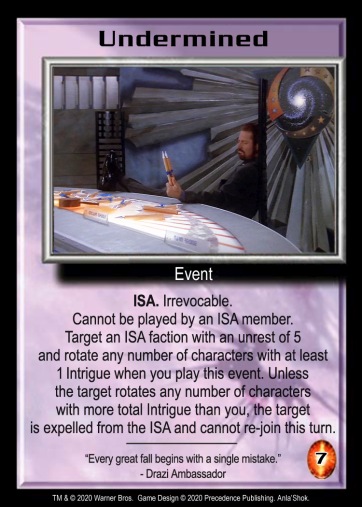 Undermined
Event
ISA. Irrevocable.
Cannot be played by an ISA member.
Target an ISA faction with an unrest of 5
and rotate any number of characters with at least
1 Intrigue when you play this event. Unless
the target rotates any number of characters
with more total Intrigue than you, the target
is expelled from the ISA and cannot re-join this turn.
"Every great fall begins with a single mistake."
- Drazi Ambassador
7
TM & © 2020 Warner Bros. Game Design © 2020 Precedence Publishing. Anla'Shok.